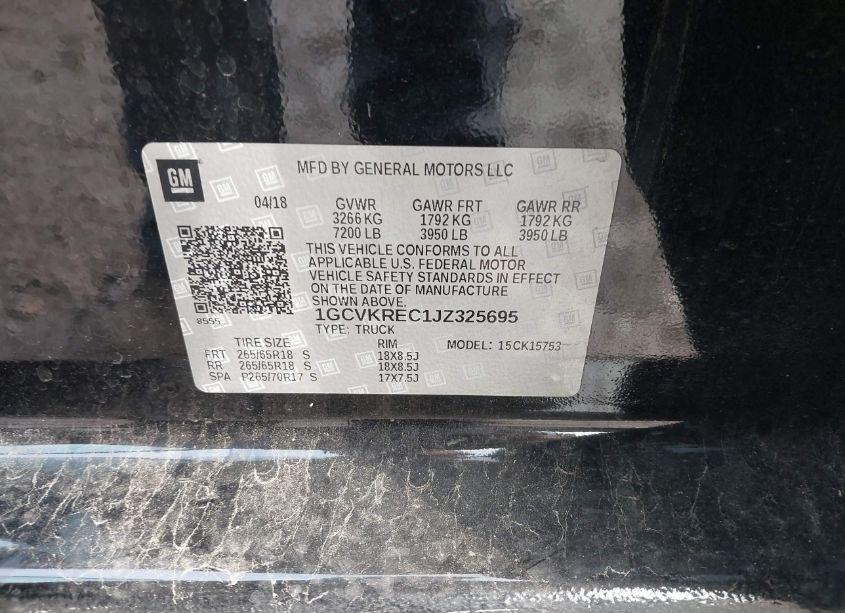 GM
MFD BY GENERAL MOTORS LLC
04/18 GVWR GAWR FRT GAWR RR
3266 KG 1792 KG 1792 KG
7200 LB 3950 LB 3950 LB
THIS VEHICLE CONFORMS TO ALL
APPLICABLE U.S. FEDERAL MOTOR
VEHICLE SAFETY STANDARDS IN EFFECT
ON THE DATE OF MANUFACTURE
SHOWN ABOVE.
8555
1GCVKREC1JZ325695
TYPE: TRUCK
TIRE SIZE RIM MODEL: 15CK15753
FRT 265/65R18 S 18X8.5J
RR 265/65R18 S 18X8.5J
SPA P265/70R17 S 17X7.5J